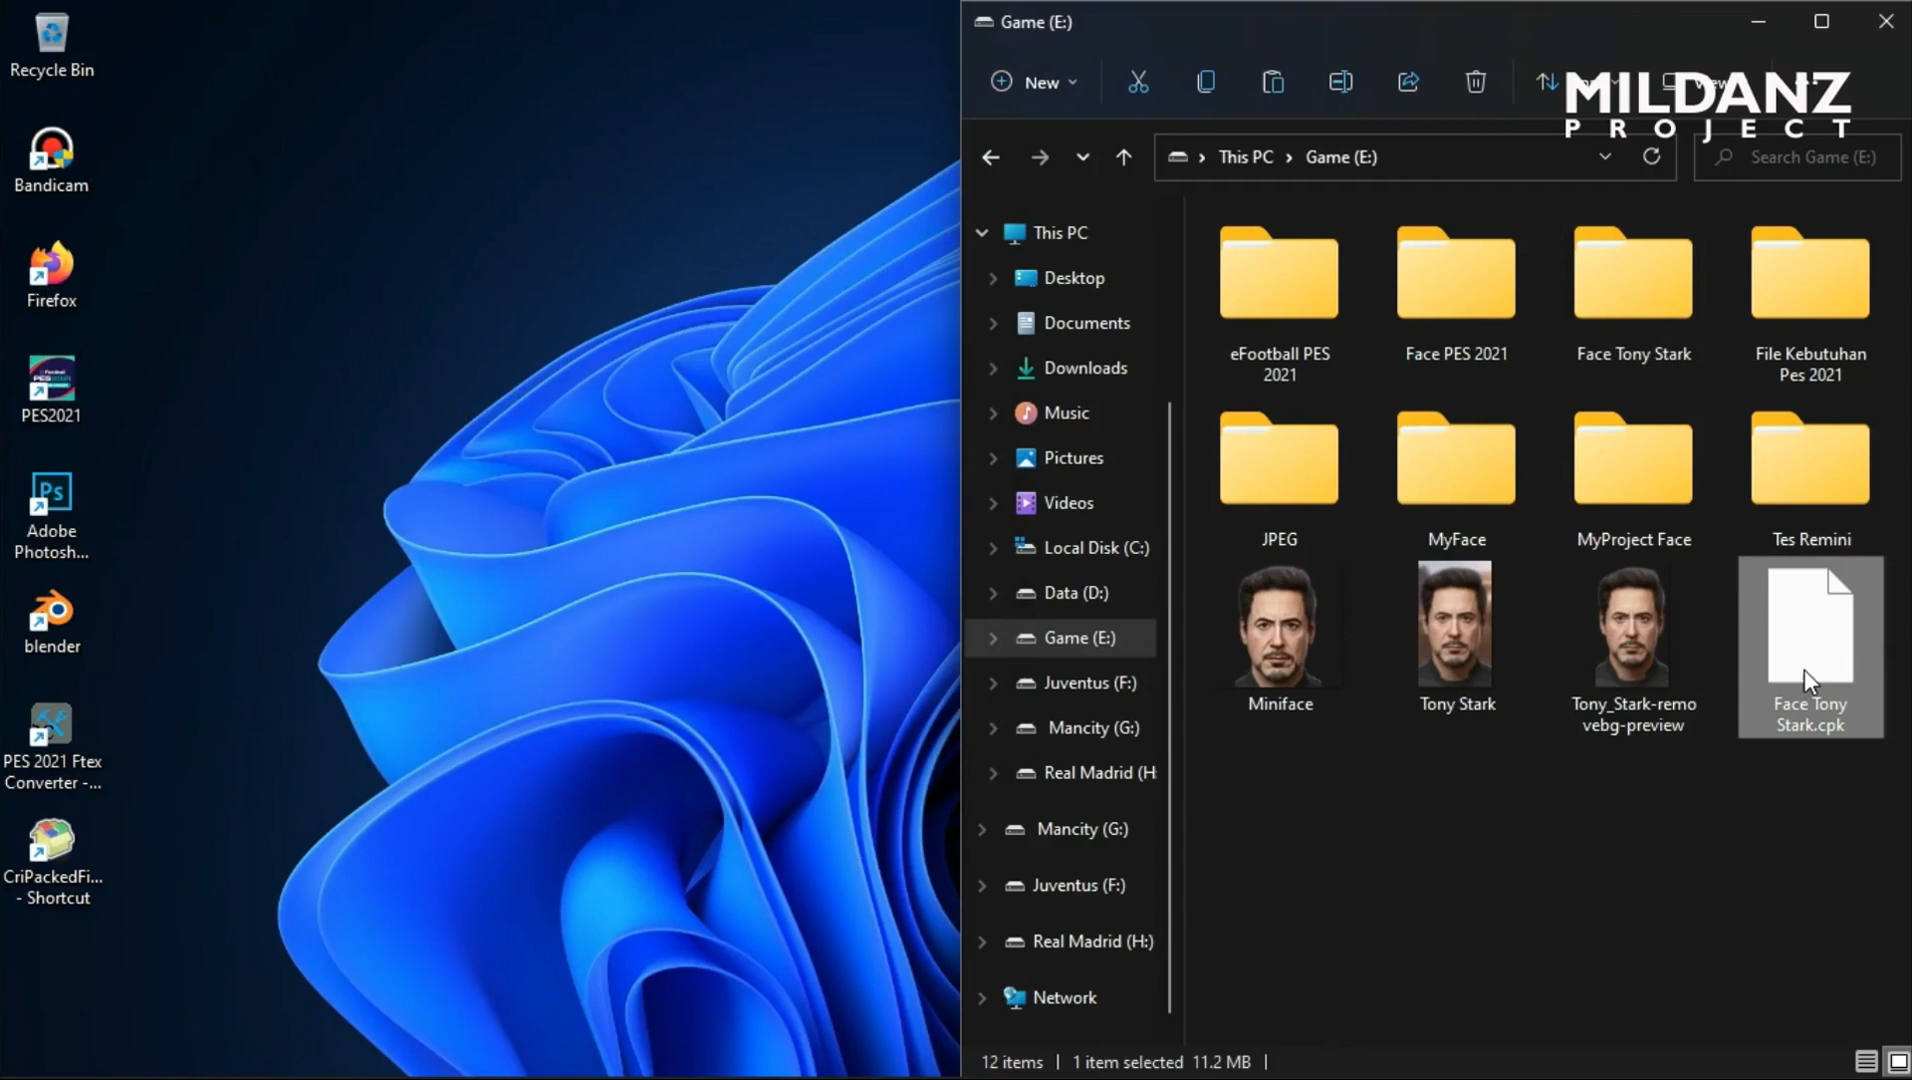 Recycle Bin
Bandicam
Firefox
PES2021
Ps
Adobe
Photosh...
blender
PES 2021 Ftex
Converter -...
CriPackedFi...
- Shortcut
Game (E:)
New
MILDANZ
PROJECT
This PC
Game (E:)
Search Game (E:)
This PC
Desktop
Documents
Downloads
Music
Pictures
Videos
Local Disk (C:)
Data (D:)
Game (E:)
Juventus (F:)
Mancity (G:)
Real Madrid (H:
Mancity (G:)
Juventus (F:)
Real Madrid (H:)
Network
eFootball PES
2021
Face PES 2021
Face Tony Stark
File Kebutuhan
Pes 2021
JPEG
MyFace
MyProject Face
Tes Remini
Miniface
Tony Stark
Tony_Stark-remo
vebg-preview
Face Tony
Stark.cpk
12 items
1 item selected 11.2 MB